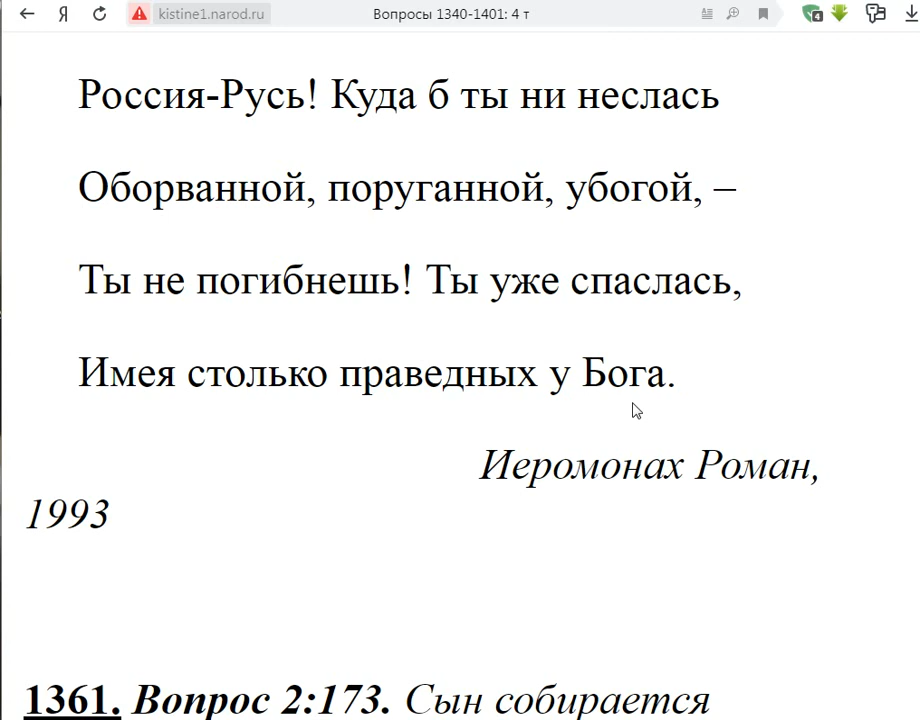 kistine1.narod.ru
Вопросы 1340-1401: 4 т
4
Россия-Русь! Куда б ты ни неслась
Оборванной, поруганной, убогой, –
Ты не погибнешь! Ты уже спаслась,
Имея столько праведных у Бога.
Иеромонах Роман,
1993
1361. Вопрос 2:173. Сын собирается